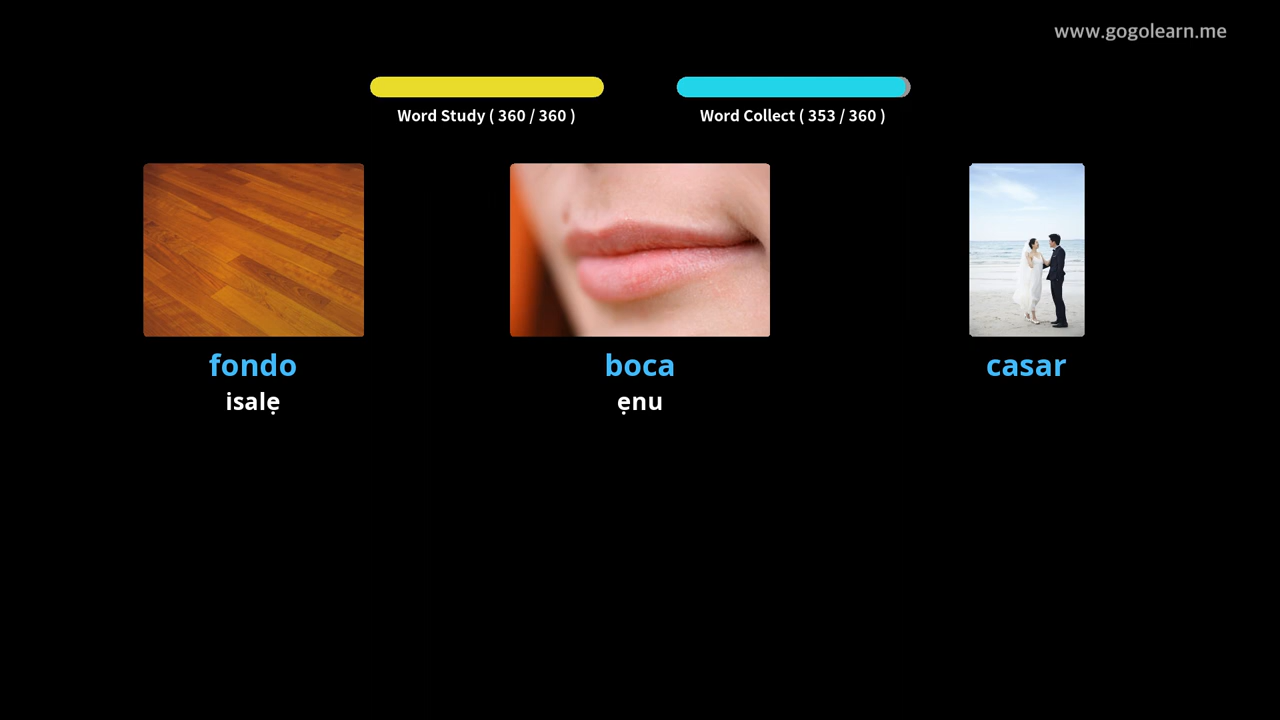 www.gogolearn.me
Word Study ( 360 / 360 )
Word Collect ( 353 / 360 )
fondo
isalẹ
boca
ẹnu
casar